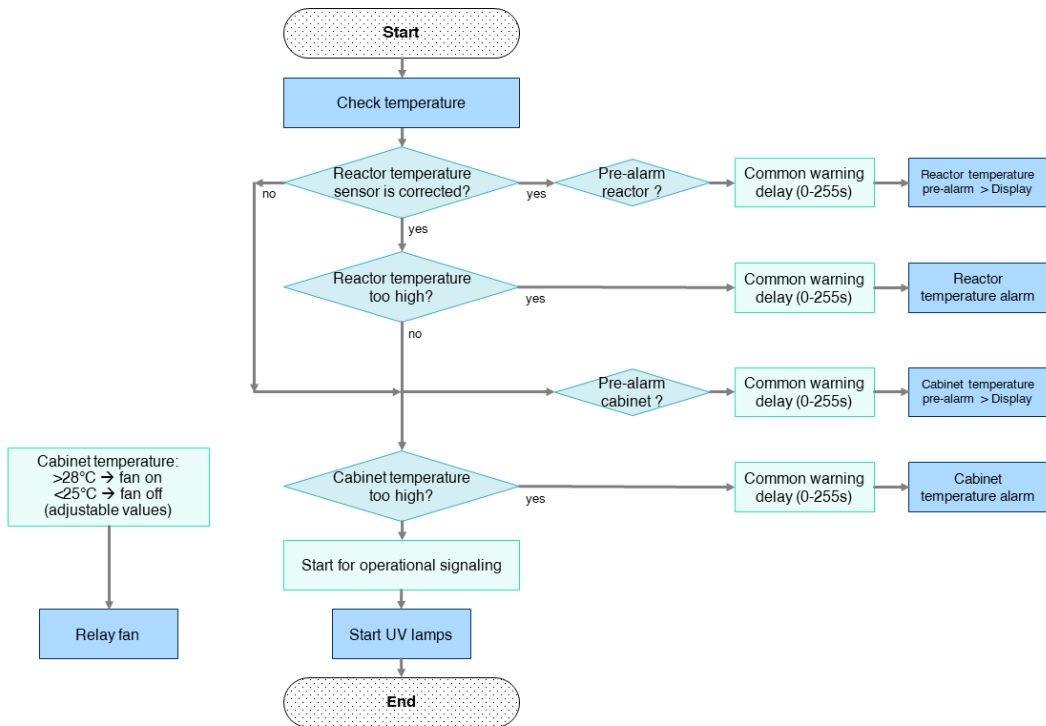 Start
Check temperature
Reactor temperature
sensor is corrected?
no
yes
yes
Pre-alarm
reactor ?
Common warning
delay (0-255s)
Reactor temperature
pre-alarm > Display
Reactor temperature
too high?
yes
no
Common warning
delay (0-255s)
Reactor
temperature alarm
Pre-alarm
cabinet ?
Common warning
delay (0-255s)
Cabinet temperature
pre-alarm > Display
Cabinet temperature:
>28°C → fan on
<25°C → fan off
(adjustable values)
Cabinet temperature
too high?
yes
Common warning
delay (0-255s)
Cabinet
temperature alarm
Start for operational signaling
Relay fan
Start UV lamps
End